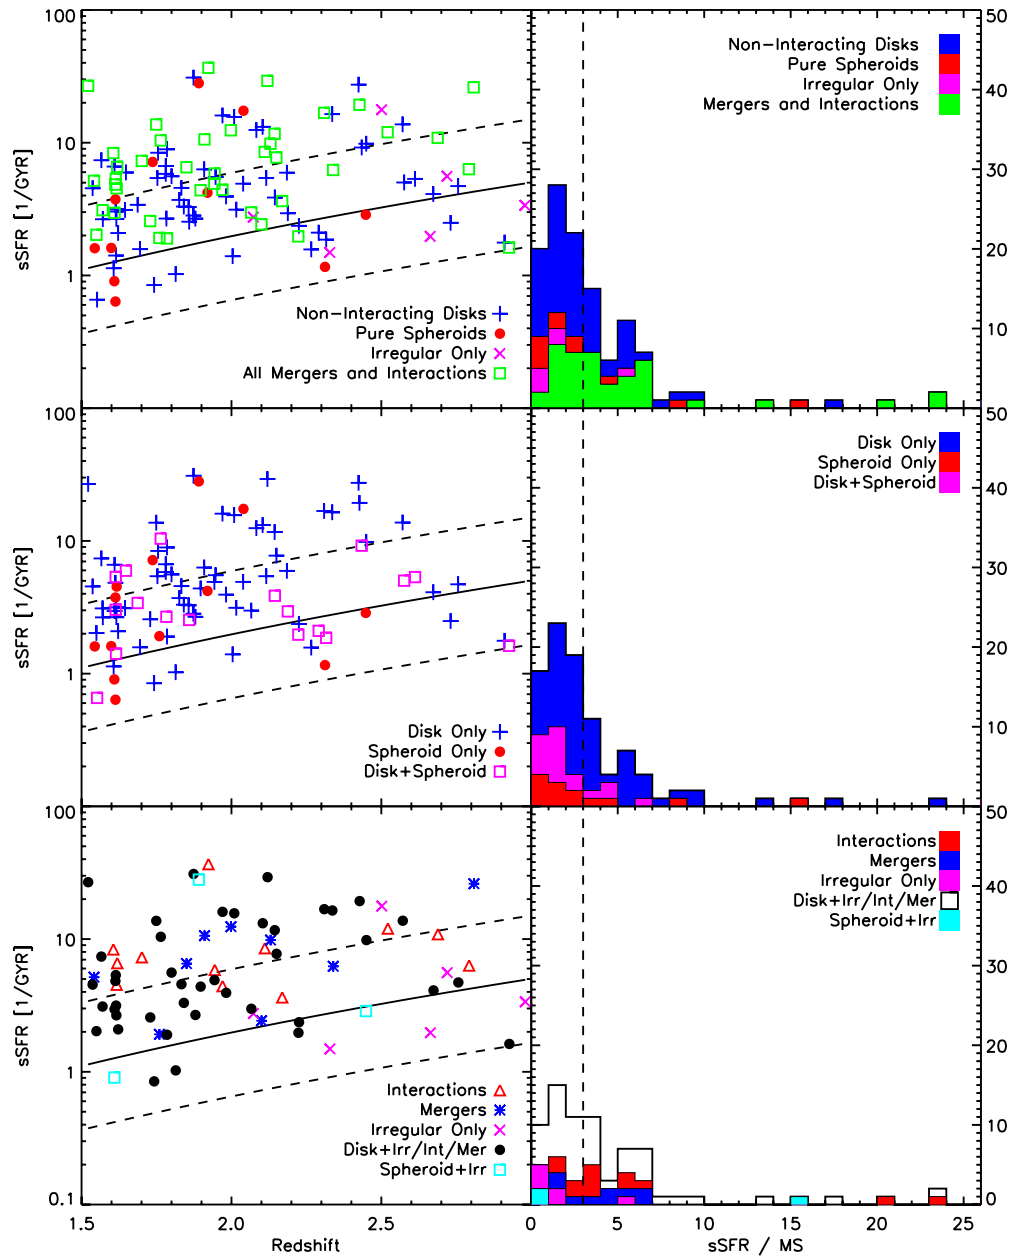 100
10
1
sSFR [1/GYR]
Non-Interacting Disks
Pure Spheroids
Irregular Only
All Mergers and Interactions
50
40
30
20
10
Non-Interacting Disks
Pure Spheroids
Irregular Only
Mergers and Interactions
100
10
1
sSFR [1/GYR]
Disk Only
Spheroid Only
Disk+Spheroid
50
40
30
20
10
Disk Only
Spheroid Only
Disk+Spheroid
100
10
1
0.1
sSFR [1/GYR]
Interactions
Mergers
Irregular Only
Disk+Irr/Int/Mer
Spheroid+Irr
1.5 2.0 2.5
Redshift
50
40
30
20
10
0
Interactions
Mergers
Irregular Only
Disk+Irr/Int/Mer
Spheroid+Irr
0 5 10 15 20 25
sSFR / MS